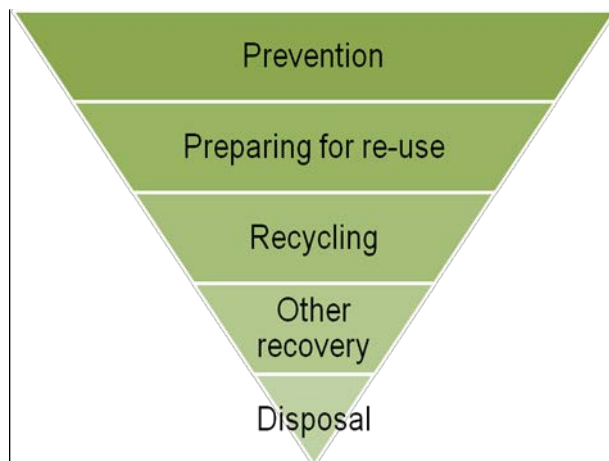 Prevention
Preparing for re-use
Recycling
Other
recovery
Disposal